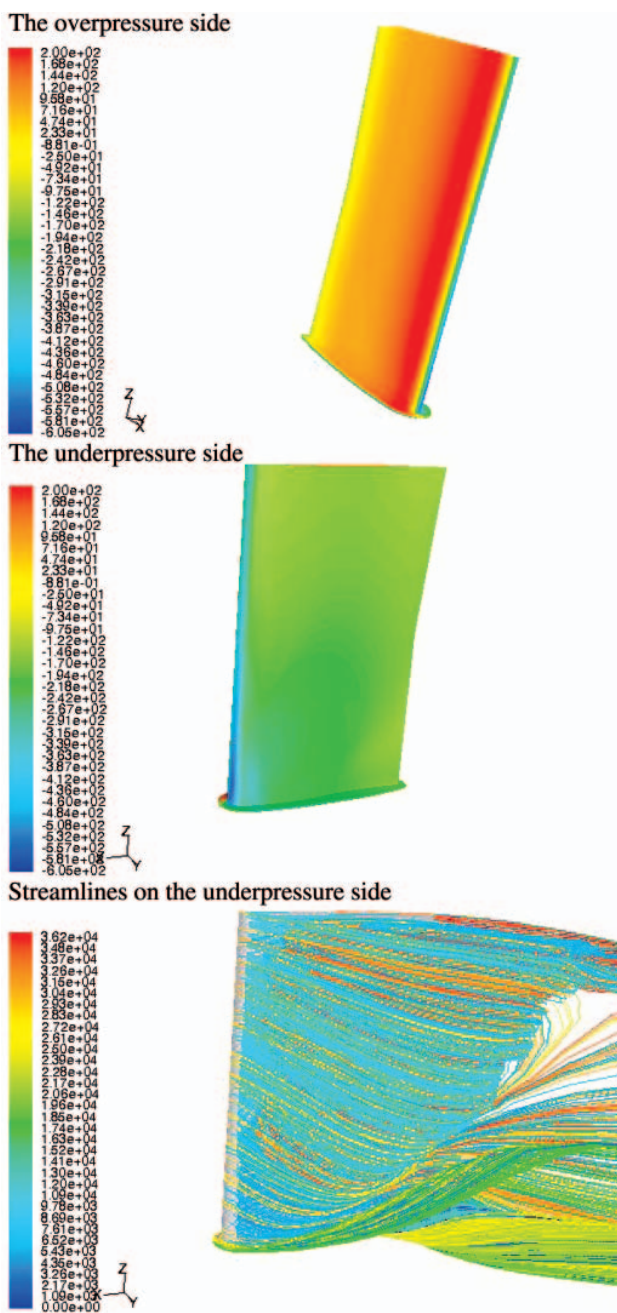 The overpressure side
2.00e+02
1.68e+02
1.44e+02
1.20e+02
9.58e+01
7.16e+01
4.74e+01
2.33e+01
-8.81e-01
-2.50e+01
-4.92e+01
-7.34e+01
-9.75e+01
-1.22e+02
-1.46e+02
-1.70e+02
-1.94e+02
-2.18e+02
-2.42e+02
-2.67e+02
-2.91e+02
-3.15e+02
-3.39e+02
-3.63e+02
-3.87e+02
-4.12e+02
-4.36e+02
-4.60e+02
-4.84e+02
-5.08e+02
-5.32e+02
-5.57e+02
-5.81e+02
-6.05e+02
Z
Y
X
The underpressure side
2.00e+02
1.68e+02
1.44e+02
1.20e+02
9.58e+01
7.16e+01
4.74e+01
2.33e+01
-8.81e-01
-2.50e+01
-4.92e+01
-7.34e+01
-9.75e+01
-1.22e+02
-1.46e+02
-1.70e+02
-1.94e+02
-2.18e+02
-2.42e+02
-2.67e+02
-2.91e+02
-3.15e+02
-3.39e+02
-3.63e+02
-3.87e+02
-4.12e+02
-4.36e+02
-4.60e+02
-4.84e+02
-5.08e+02
-5.32e+02
-5.57e+02
-5.81e+02
-6.05e+02
Z
X
Y
Streamlines on the underpressure side
3.62e+04
3.48e+04
3.37e+04
3.26e+04
3.15e+04
3.04e+04
2.93e+04
2.83e+04
2.72e+04
2.61e+04
2.50e+04
2.39e+04
2.28e+04
2.17e+04
2.06e+04
1.96e+04
1.85e+04
1.74e+04
1.63e+04
1.52e+04
1.41e+04
1.30e+04
1.20e+04
1.09e+04
9.78e+03
8.69e+03
7.61e+03
6.52e+03
5.43e+03
4.35e+03
3.26e+03
2.17e+03
1.09e+03
0.00e+00
Z
X
Y